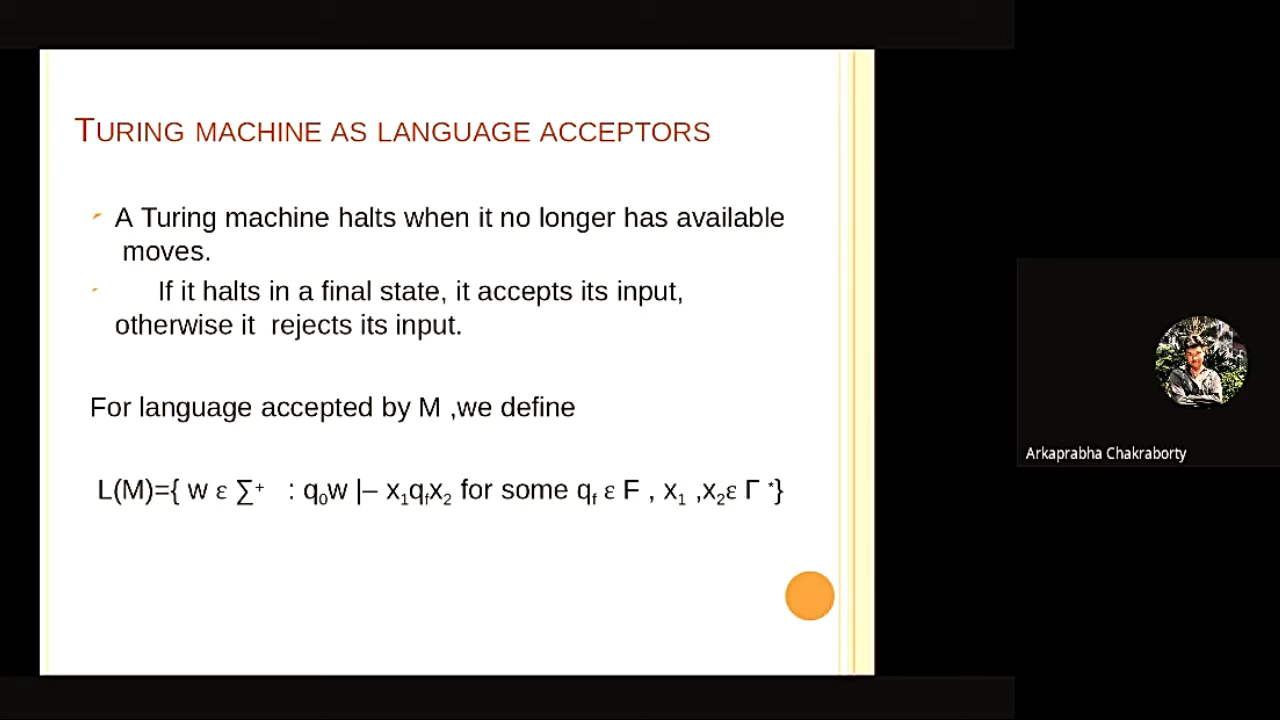 TURING MACHINE AS LANGUAGE ACCEPTORS
A Turing machine halts when it no longer has available
moves.
If it halts in a final state, it accepts its input,
otherwise it rejects its input.
For language accepted by M ,we define
L(M)={ w ε ∑⁺ : q₀w |– x₁q_fx₂ for some q_f ε F , x₁ ,x₂ε Γ *}
Arkaprabha Chakraborty